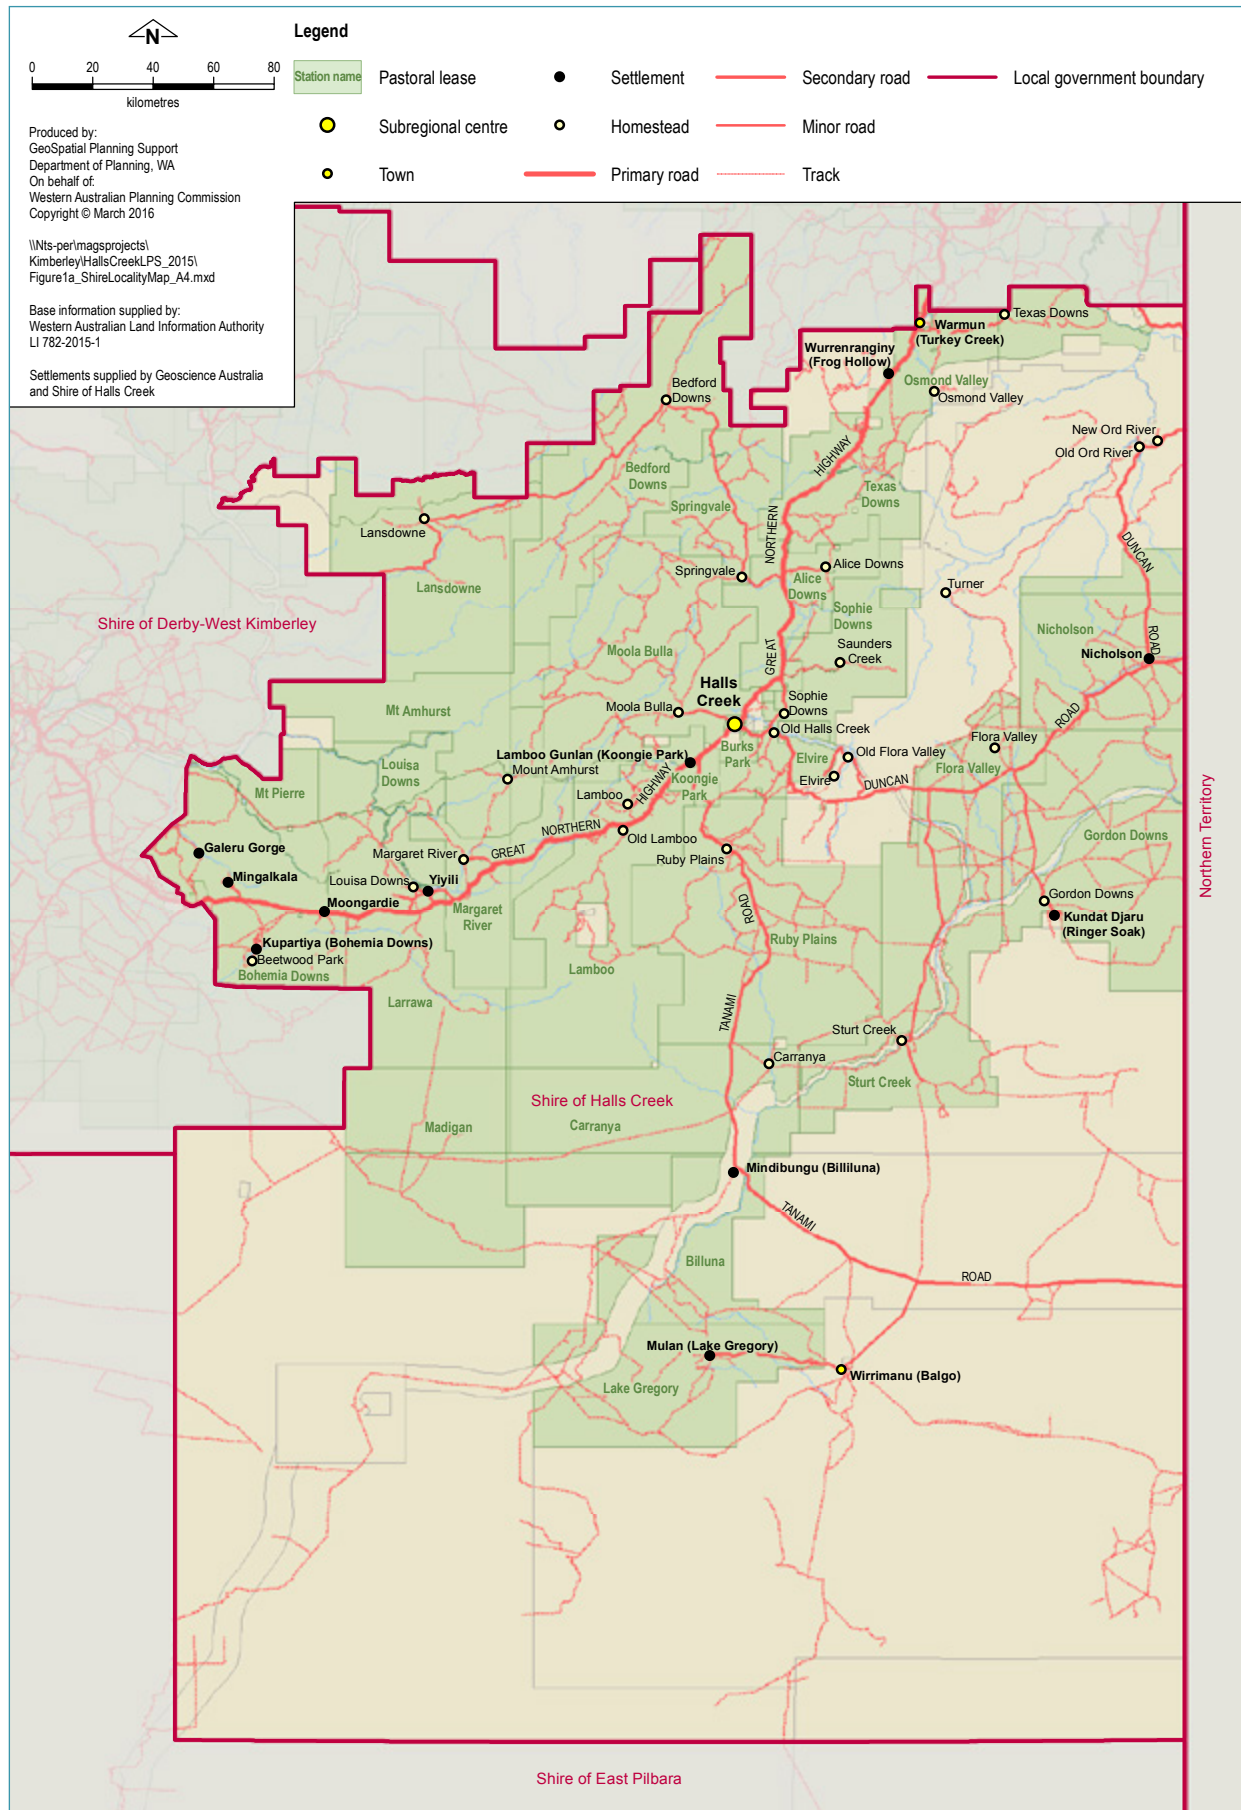 N
0 20 40 60 80
kilometres
Produced by:
GeoSpatial Planning Support
Department of Planning, WA
On behalf of:
Western Australian Planning Commission
Copyright © March 2016
\\Nts-per\magsprojects\
Kimberley\HallsCreekLPS_2015\
Figure1a_ShireLocalityMap_A4.mxd
Base information supplied by:
Western Australian Land Information Authority
LI 782-2015-1
Settlements supplied by Geoscience Australia
and Shire of Halls Creek
Legend
Station name
Pastoral lease
Settlement
Secondary road
Local government boundary
Subregional centre
Homestead
Minor road
Town
Primary road
Track
Texas Downs
Warmun
(Turkey Creek)
Wurrenranginy
(Frog Hollow)
Osmond Valley
Osmond Valley
Bedford
Downs
New Ord River
Old Ord River
HIGHWAY
Bedford
Downs
Texas
Downs
Springvale
Lansdowne
NORTHERN
DUNCAN
Springvale
Alice Downs
Alice
Downs
Turner
Lansdowne
Sophie
Downs
Shire of Derby-West Kimberley
Nicholson
ROAD
Saunders
Creek
Moola Bulla
GREAT
Nicholson
Halls
Creek
Sophie
Downs
Moola Bulla
Mt Amhurst
ROAD
Old Halls Creek
Flora Valley
Burks
Park
Lamboo Gunlan (Koongie Park)
Old Flora Valley
Elvire
Flora Valley
Louisa
Downs
Mount Amhurst
Koongie
Park
Elvire
DUNCAN
HIGHWAY
Mt Pierre
Lamboo
NORTHERN
Old Lamboo
Gordon Downs
Northern Territory
Galeru Gorge
Margaret River
GREAT
Ruby Plains
Mingalkala
Louisa Downs
Yiyili
Moongardie
Gordon Downs
Margaret
River
ROAD
Kundat Djaru
(Ringer Soak)
Kupartiya (Bohemia Downs)
Ruby Plains
Beetwood Park
Bohemia Downs
Lamboo
Larrawa
TANAMI
Sturt Creek
Carranya
Sturt Creek
Shire of Halls Creek
Madigan
Carranya
Mindibungu (Billiluna)
TANAMI
Billuna
ROAD
Mulan (Lake Gregory)
Wirrimanu (Balgo)
Lake Gregory
Shire of East Pilbara